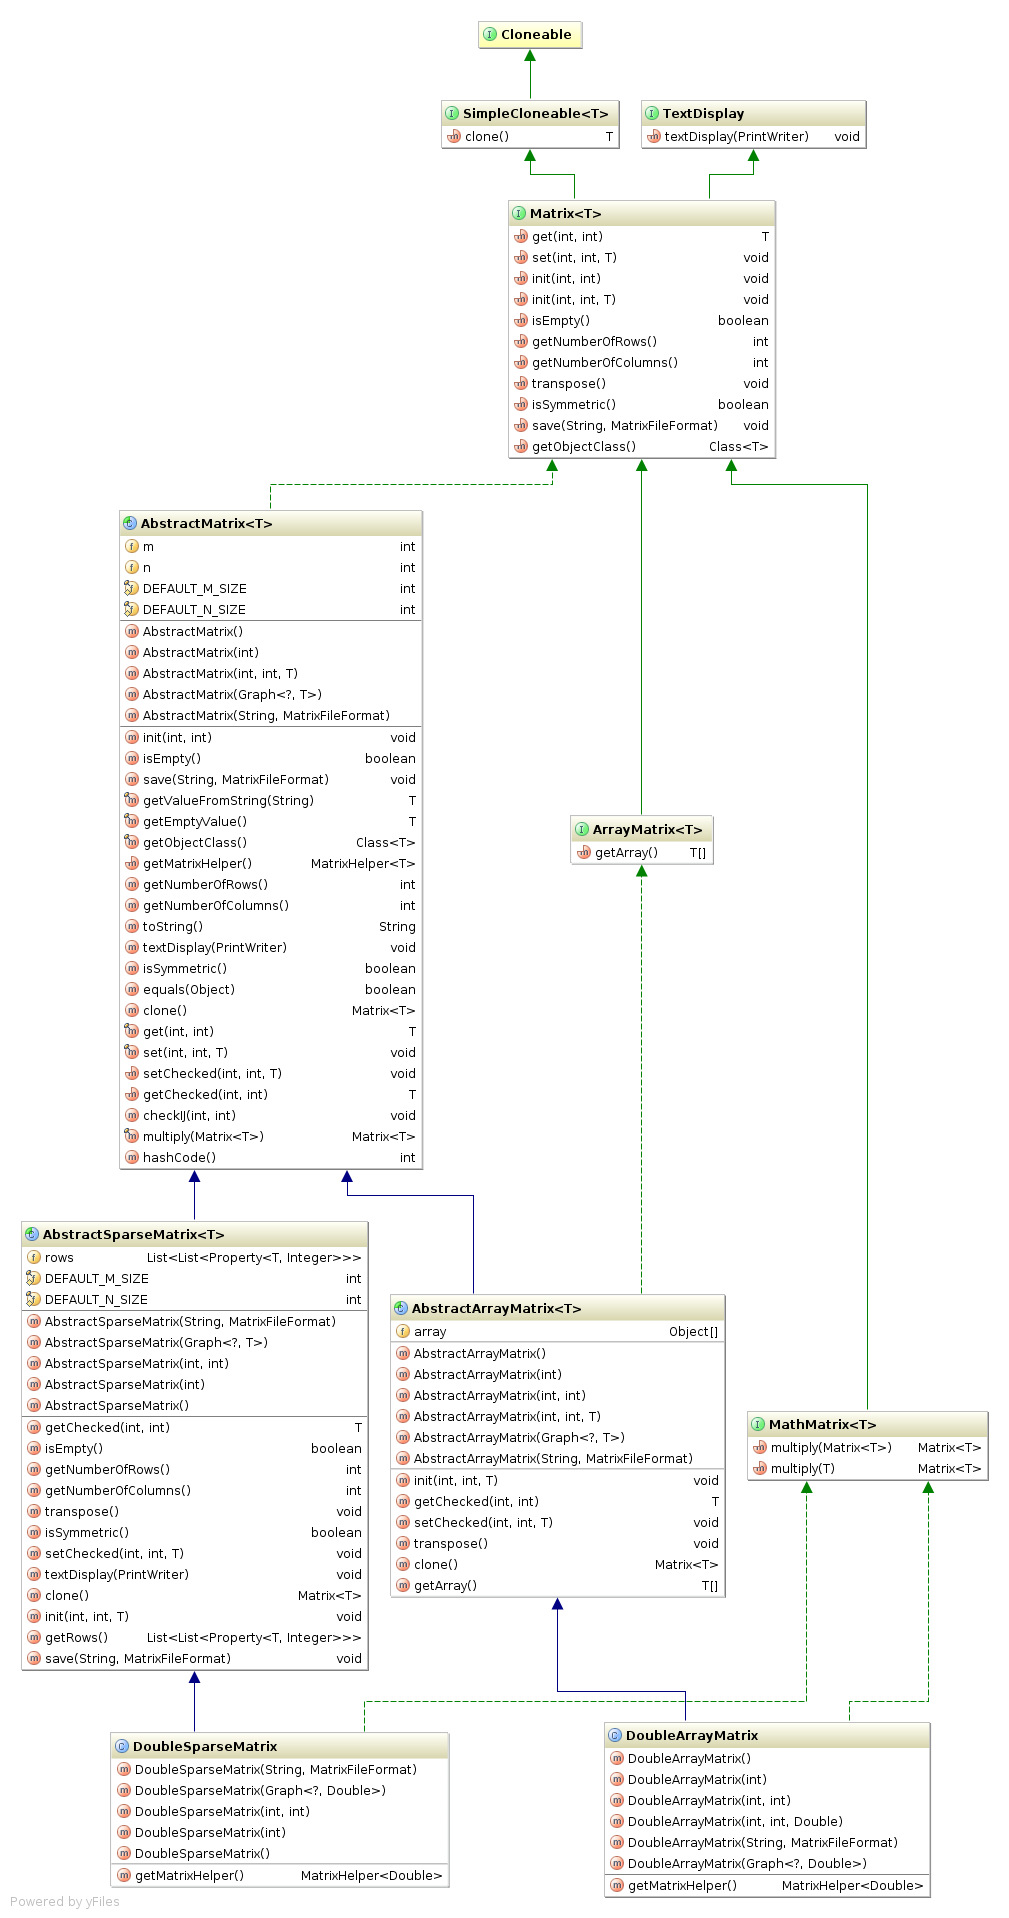 Cloneable
SimpleCloneable<T>
clone() T
TextDisplay
textDisplay(PrintWriter) void
Matrix<T>
get(int, int) T
set(int, int, T) void
init(int, int) void
init(int, int, T) void
isEmpty() boolean
getNumberOfRows() int
getNumberOfColumns() int
transpose() void
isSymmetric() boolean
save(String, MatrixFileFormat) void
getObjectClass() Class<T>
AbstractMatrix<T>
m int
n int
DEFAULT_M_SIZE int
DEFAULT_N_SIZE int
AbstractMatrix()
AbstractMatrix(int)
AbstractMatrix(int, int, T)
AbstractMatrix(Graph<?, T>)
AbstractMatrix(String, MatrixFileFormat)
init(int, int) void
isEmpty() boolean
save(String, MatrixFileFormat) void
getValueFromString(String) T
getEmptyValue() T
getObjectClass() Class<T>
getMatrixHelper() MatrixHelper<T>
getNumberOfRows() int
getNumberOfColumns() int
toString() String
textDisplay(PrintWriter) void
isSymmetric() boolean
equals(Object) boolean
clone() Matrix<T>
get(int, int) T
set(int, int, T) void
setChecked(int, int, T) void
getChecked(int, int) T
checkIJ(int, int) void
multiply(Matrix<T>) Matrix<T>
hashCode() int
ArrayMatrix<T>
getArray() T[]
AbstractSparseMatrix<T>
rows List<List<Property<T, Integer>>>
DEFAULT_M_SIZE int
DEFAULT_N_SIZE int
AbstractSparseMatrix(String, MatrixFileFormat)
AbstractSparseMatrix(Graph<?, T>)
AbstractSparseMatrix(int, int)
AbstractSparseMatrix(int)
AbstractSparseMatrix()
getChecked(int, int) T
isEmpty() boolean
getNumberOfRows() int
getNumberOfColumns() int
transpose() void
isSymmetric() boolean
setChecked(int, int, T) void
textDisplay(PrintWriter) void
clone() Matrix<T>
init(int, int, T) void
getRows() List<List<Property<T, Integer>>>
save(String, MatrixFileFormat) void
AbstractArrayMatrix<T>
array Object[]
AbstractArrayMatrix()
AbstractArrayMatrix(int)
AbstractArrayMatrix(int, int)
AbstractArrayMatrix(int, int, T)
AbstractArrayMatrix(Graph<?, T>)
AbstractArrayMatrix(String, MatrixFileFormat)
init(int, int, T) void
getChecked(int, int) T
setChecked(int, int, T) void
transpose() void
clone() Matrix<T>
getArray() T[]
MathMatrix<T>
multiply(Matrix<T>) Matrix<T>
multiply(T) Matrix<T>
DoubleSparseMatrix
DoubleSparseMatrix(String, MatrixFileFormat)
DoubleSparseMatrix(Graph<?, Double>)
DoubleSparseMatrix(int, int)
DoubleSparseMatrix(int)
DoubleSparseMatrix()
getMatrixHelper() MatrixHelper<Double>
DoubleArrayMatrix
DoubleArrayMatrix()
DoubleArrayMatrix(int)
DoubleArrayMatrix(int, int)
DoubleArrayMatrix(int, int, Double)
DoubleArrayMatrix(String, MatrixFileFormat)
DoubleArrayMatrix(Graph<?, Double>)
getMatrixHelper() MatrixHelper<Double>
Powered by yFiles